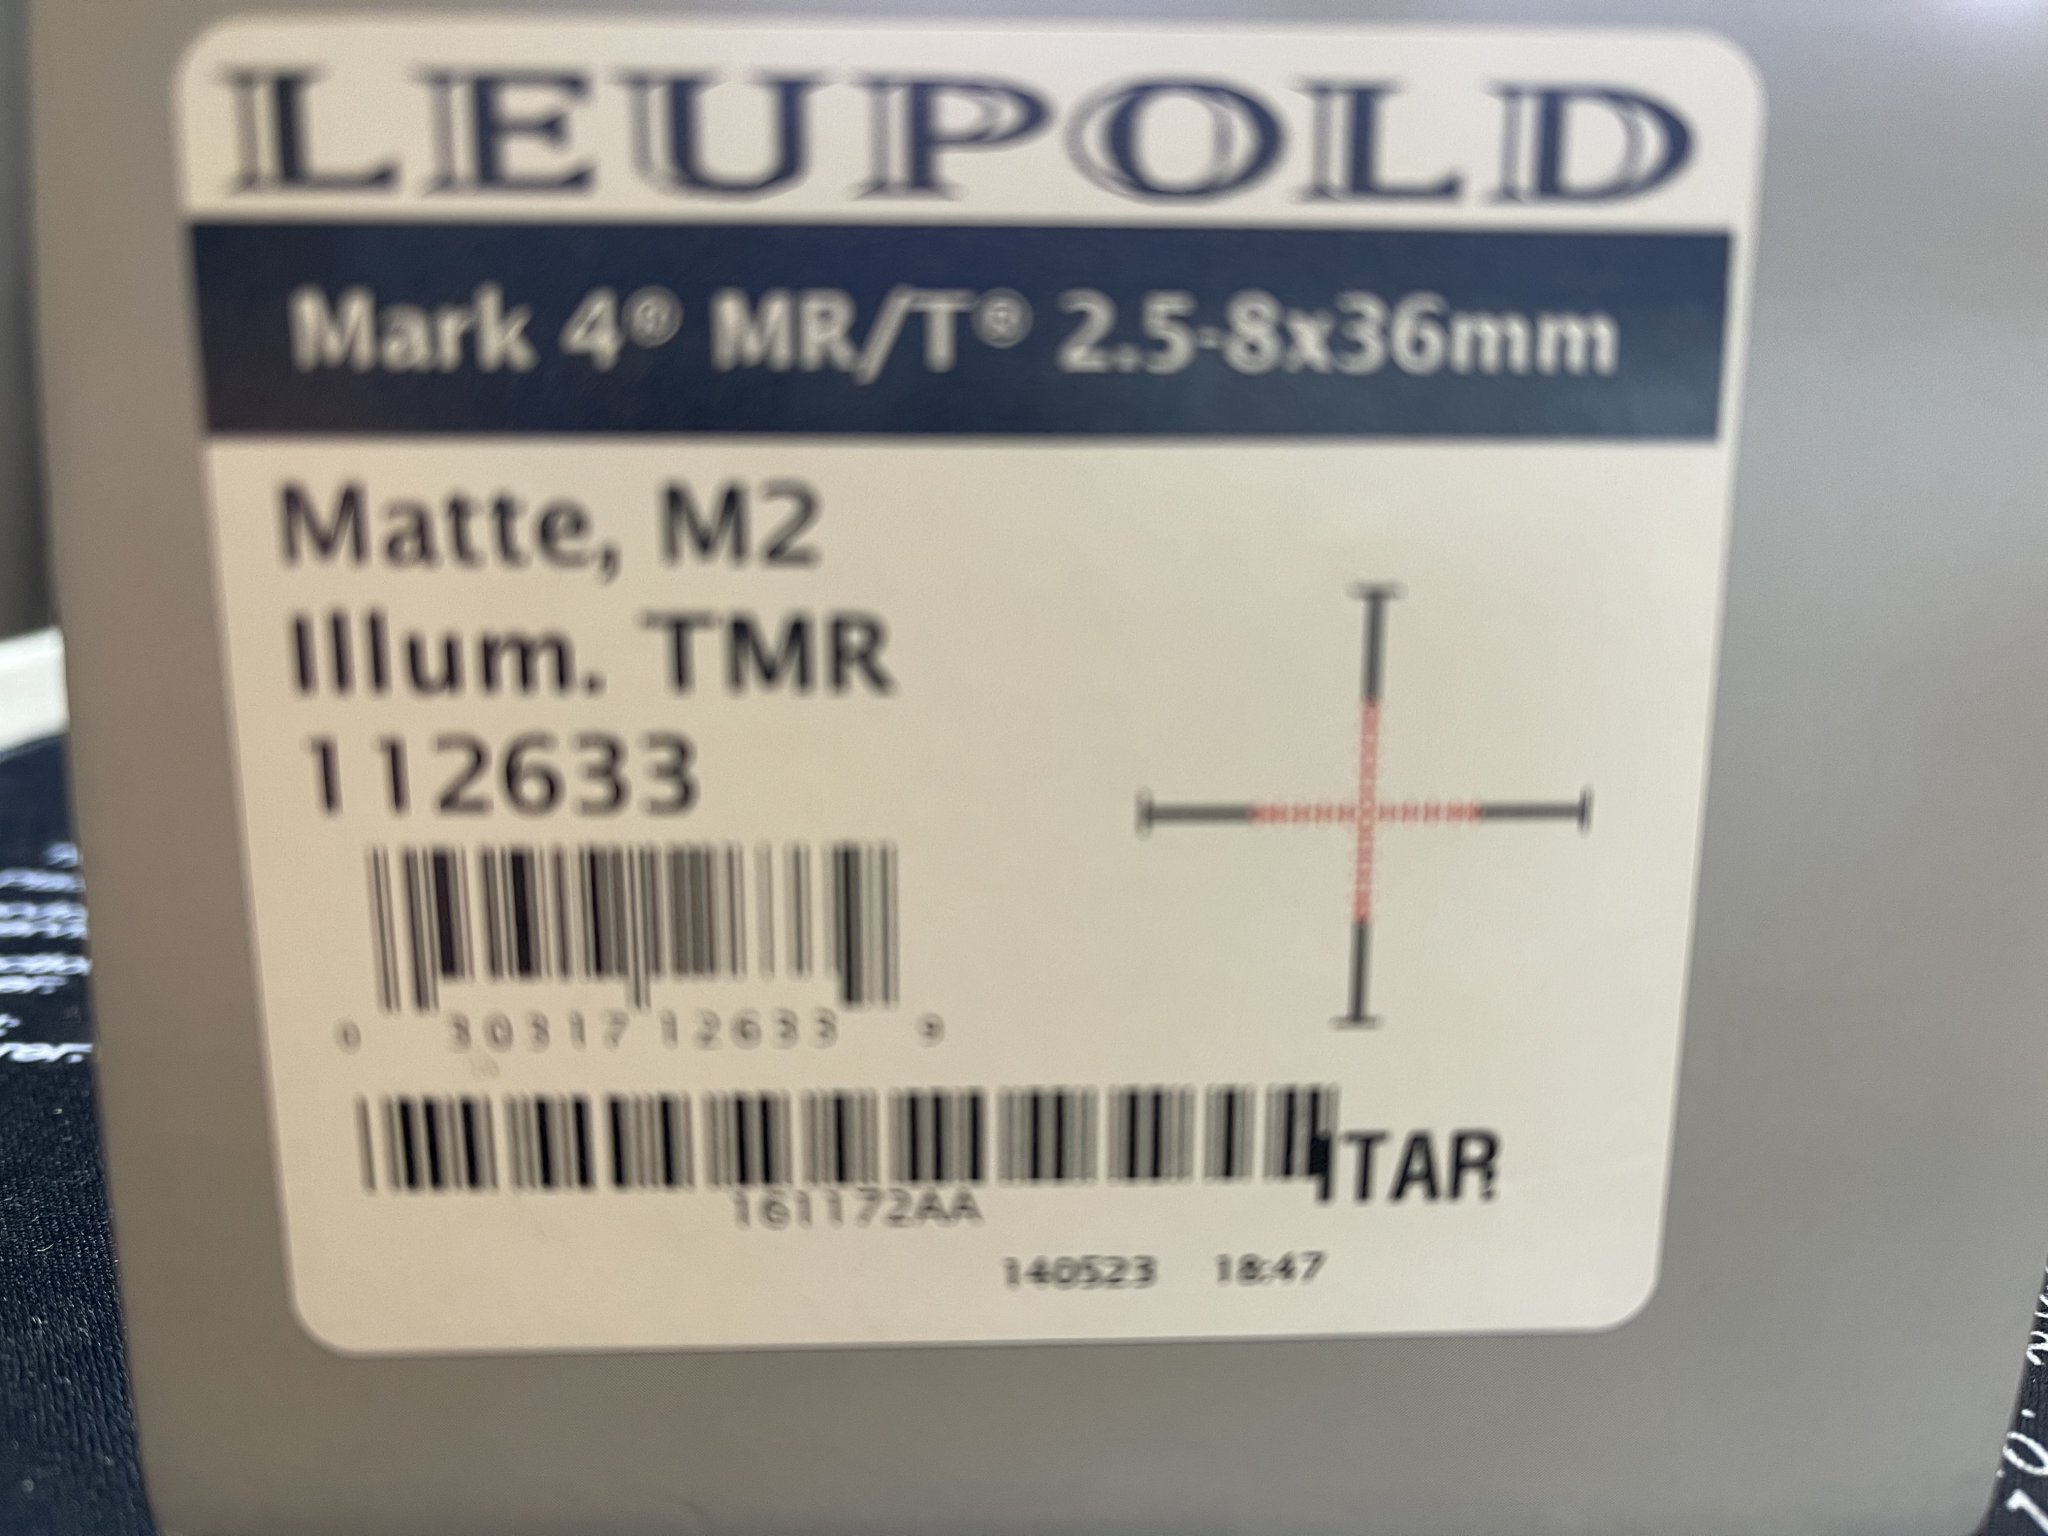 LEUPOLD
Mark 4® MR/T® 2.5-8x36mm
Matte, M2
Illum. TMR
112633
0 30317 12633 9
161172AA
ITAR
140523 18:47